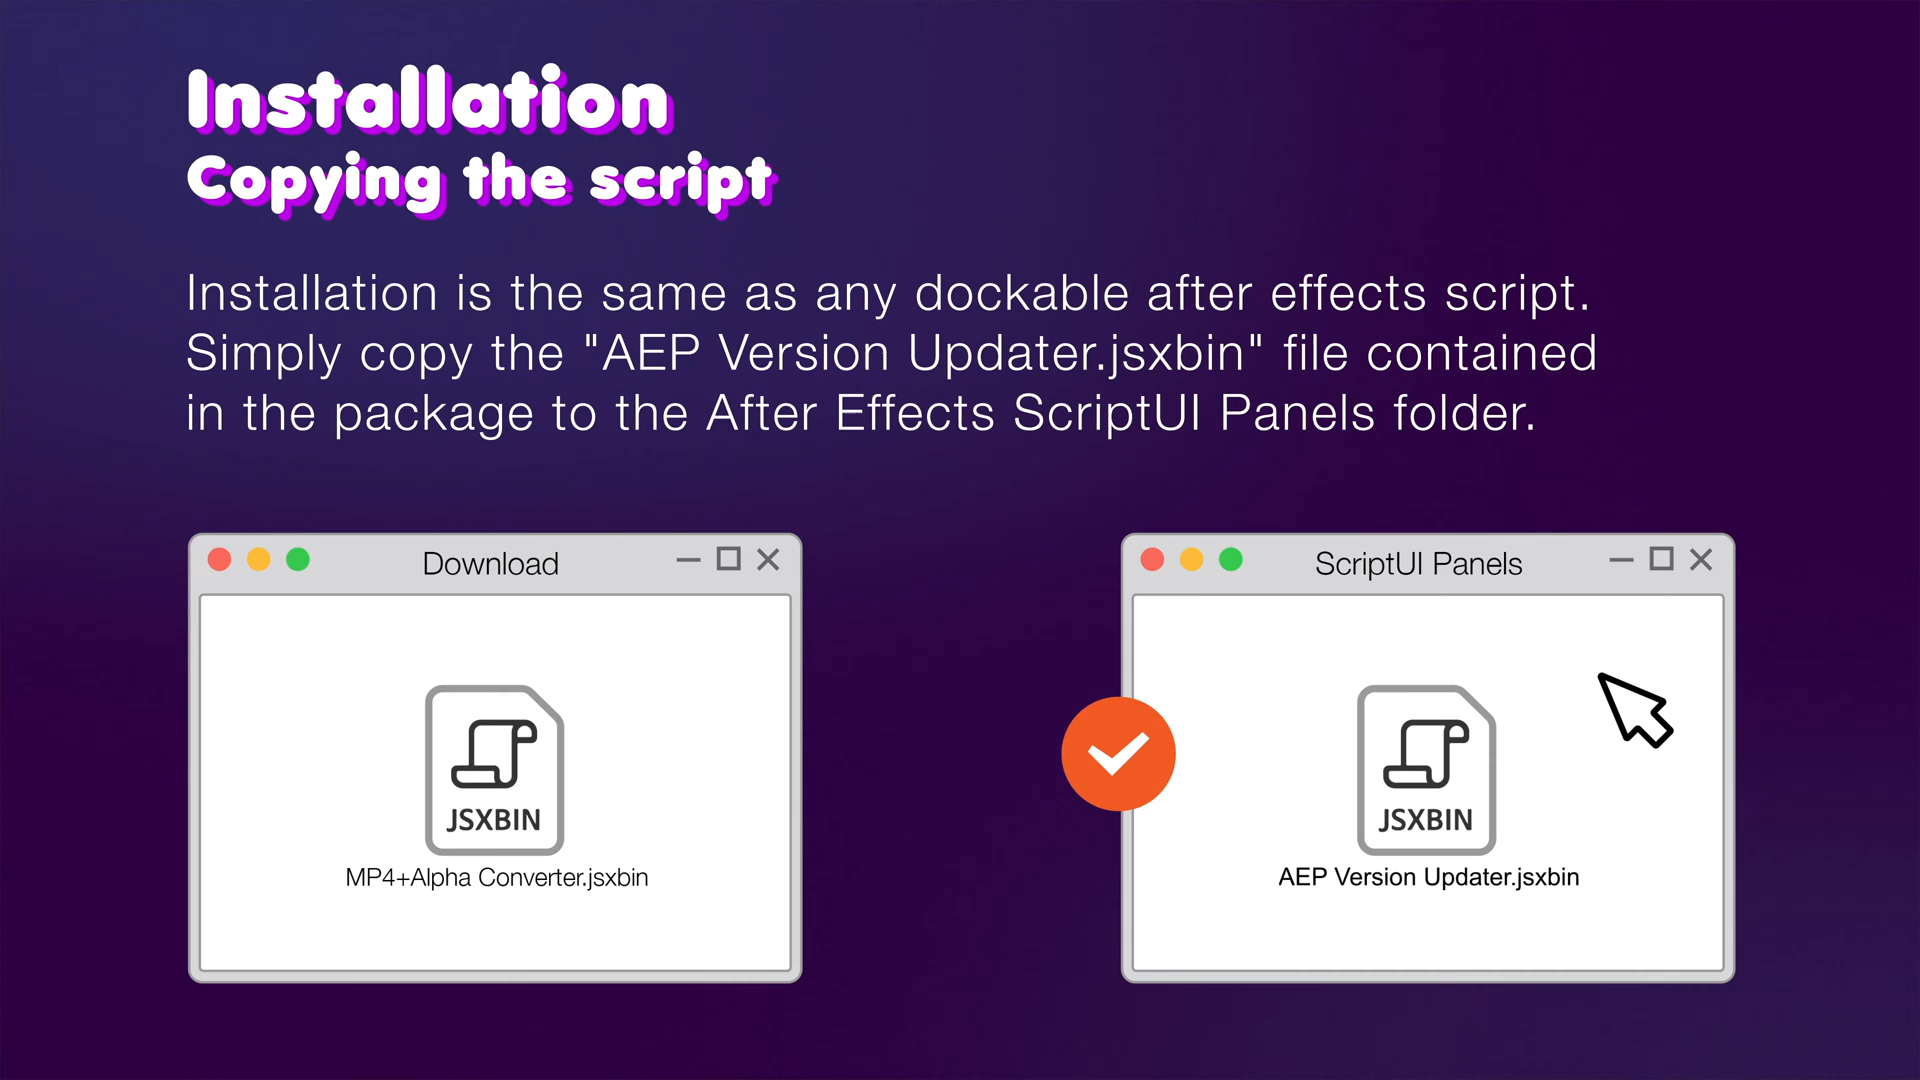 Installation
Copying the script
Installation is the same as any dockable after effects script.
Simply copy the "AEP Version Updater.jsxbin" file contained
in the package to the After Effects ScriptUI Panels folder.
Download
JSXBIN
MP4+Alpha Converter.jsxbin
ScriptUI Panels
JSXBIN
AEP Version Updater.jsxbin